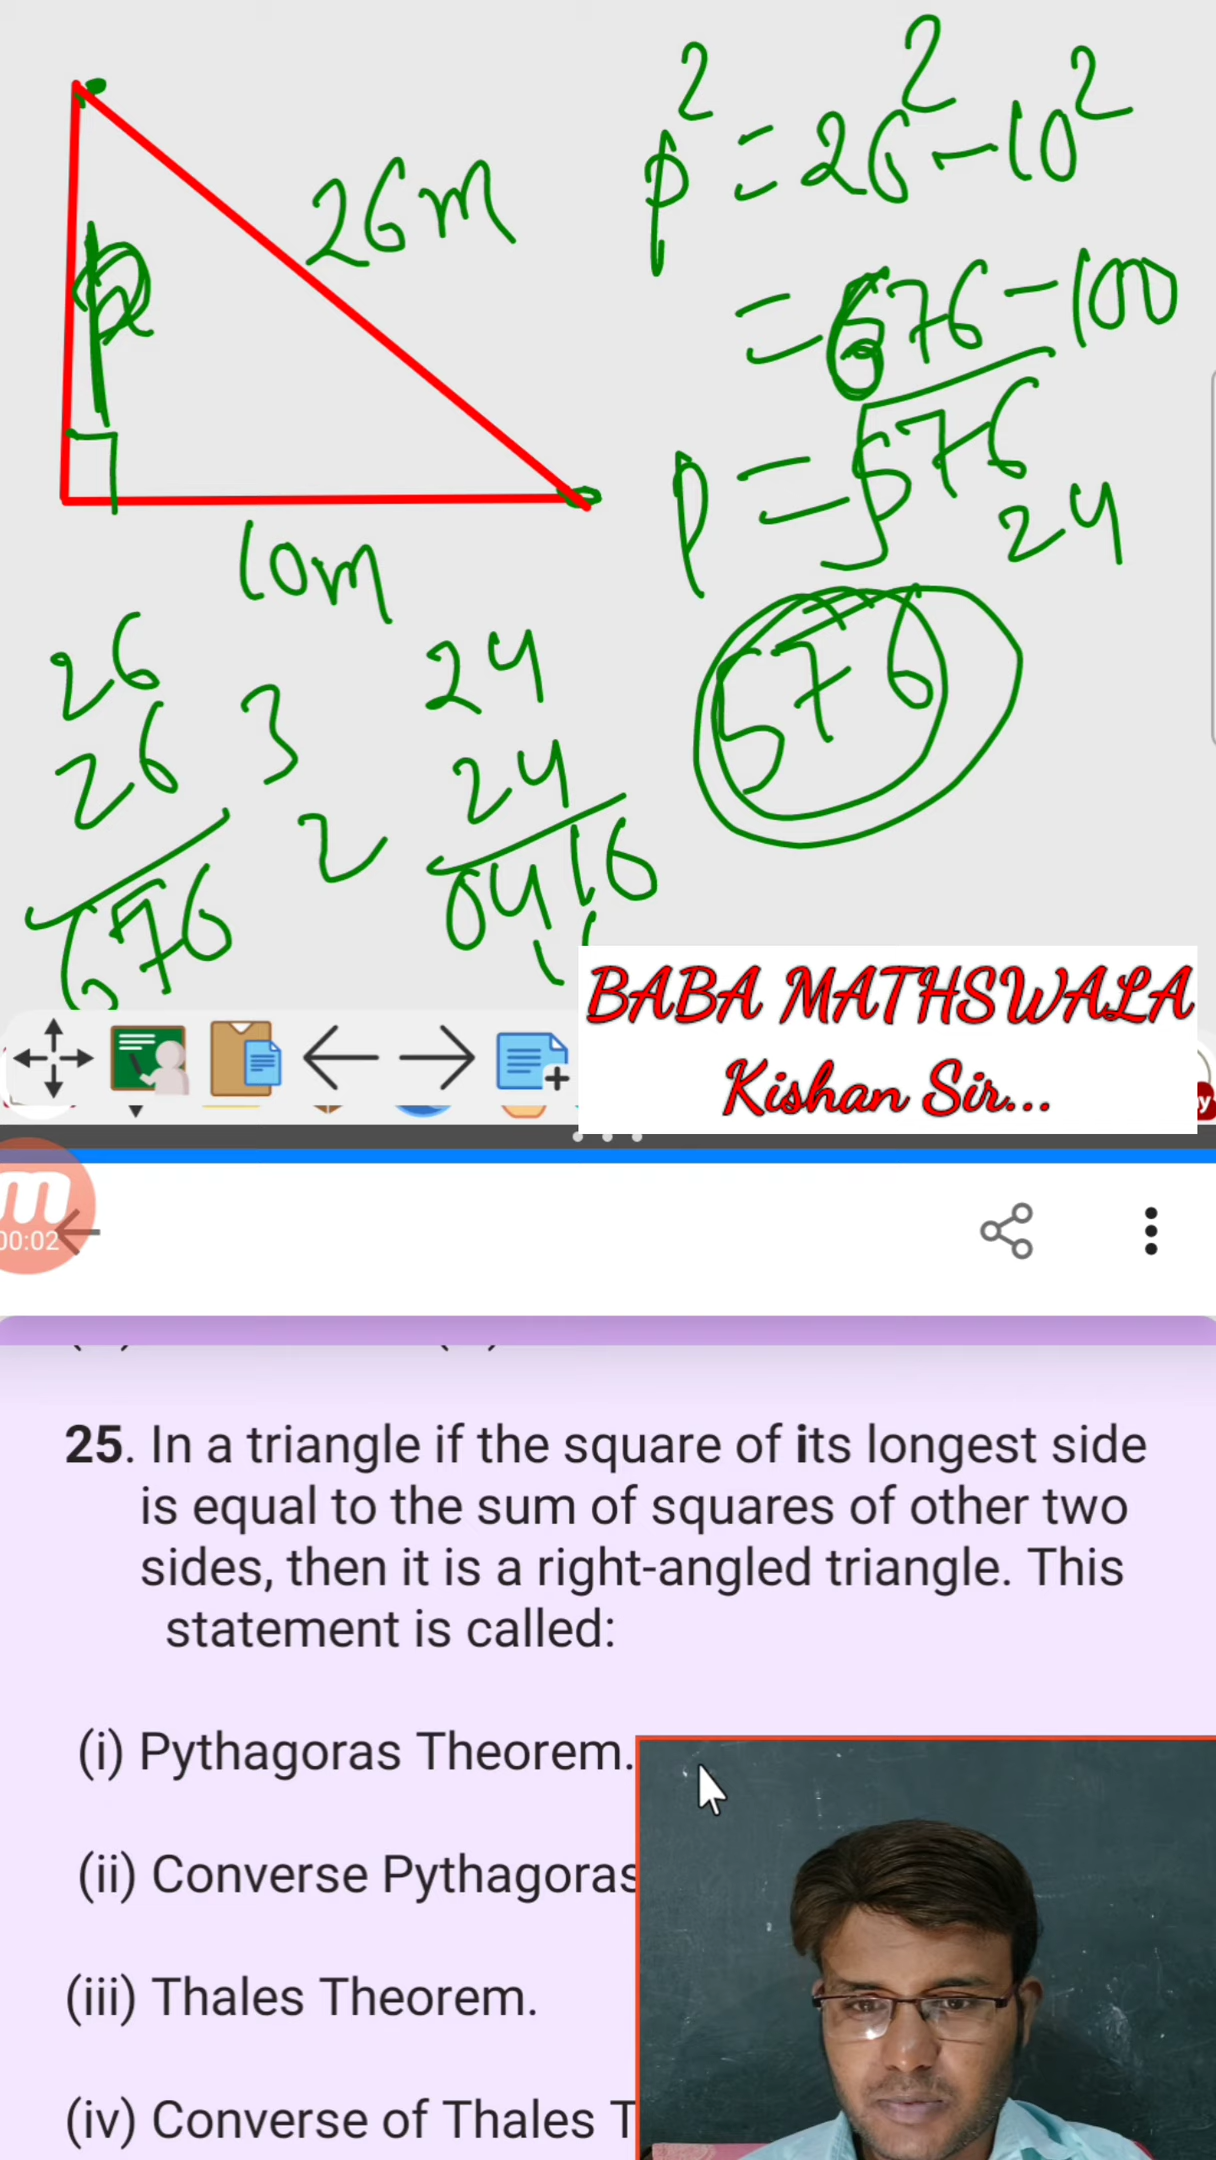 p² = 26² - 10²
26m
p
= 676 - 100
p = √576
24
10m
576
26
26
3
24
24
2
676
0416
BABA MATHSWALA
Kishan Sir...
00:02
25. In a triangle if the square of its longest side
is equal to the sum of squares of other two
sides, then it is a right-angled triangle. This
statement is called:
(i) Pythagoras Theorem.
(ii) Converse Pythagoras
(iii) Thales Theorem.
(iv) Converse of Thales T